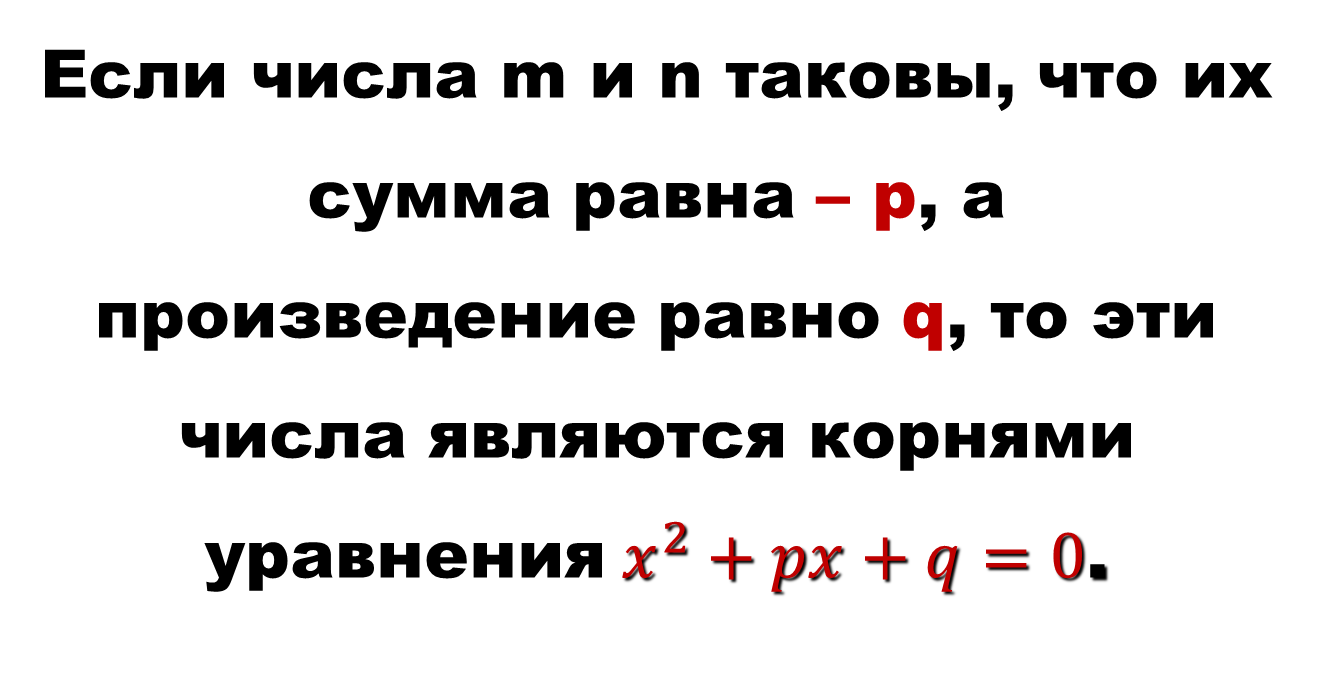 Если числа m и n таковы, что их
сумма равна – p, а
произведение равно q, то эти
числа являются корнями
уравнения x² + px + q = 0.